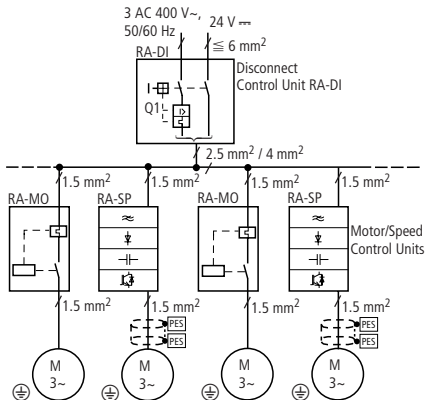 3 AC 400 V~,
50/60 Hz
24 V ⎓
RA-DI
≦ 6 mm²
Disconnect
Control Unit RA-DI
I
Q1
I>
2.5 mm² / 4 mm²
1.5 mm² 1.5 mm² 1.5 mm² 1.5 mm²
RA-MO RA-SP RA-MO RA-SP
Motor/Speed
Control Units
1.5 mm² 1.5 mm² 1.5 mm² 1.5 mm²
PES PES
PES PES
M M M M
3~ 3~ 3~ 3~